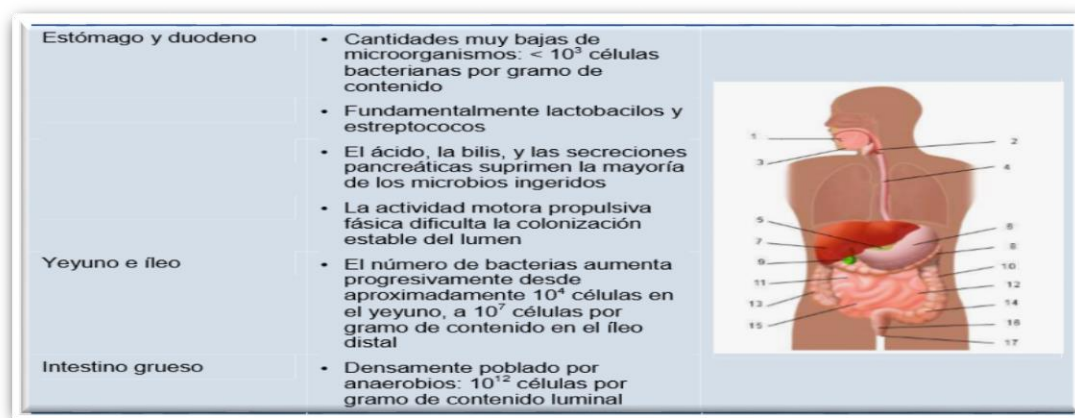 Estómago y duodeno
• Cantidades muy bajas de
microorganismos: < 10³ células
bacterianas por gramo de
contenido
• Fundamentalmente lactobacilos y
estreptococos
• El ácido, la bilis, y las secreciones
pancreáticas suprimen la mayoría
de los microbios ingeridos
• La actividad motora propulsiva
fásica dificulta la colonización
estable del lumen
Yeyuno e íleo
• El número de bacterias aumenta
progresivamente desde
aproximadamente 10⁴ células en
el yeyuno, a 10⁷ células por
gramo de contenido en el íleo
distal
Intestino grueso
• Densamente poblado por
anaerobios: 10¹² células por
gramo de contenido luminal
1
2
3
4
5
6
7
8
9
10
11
12
13
14
15
16
17